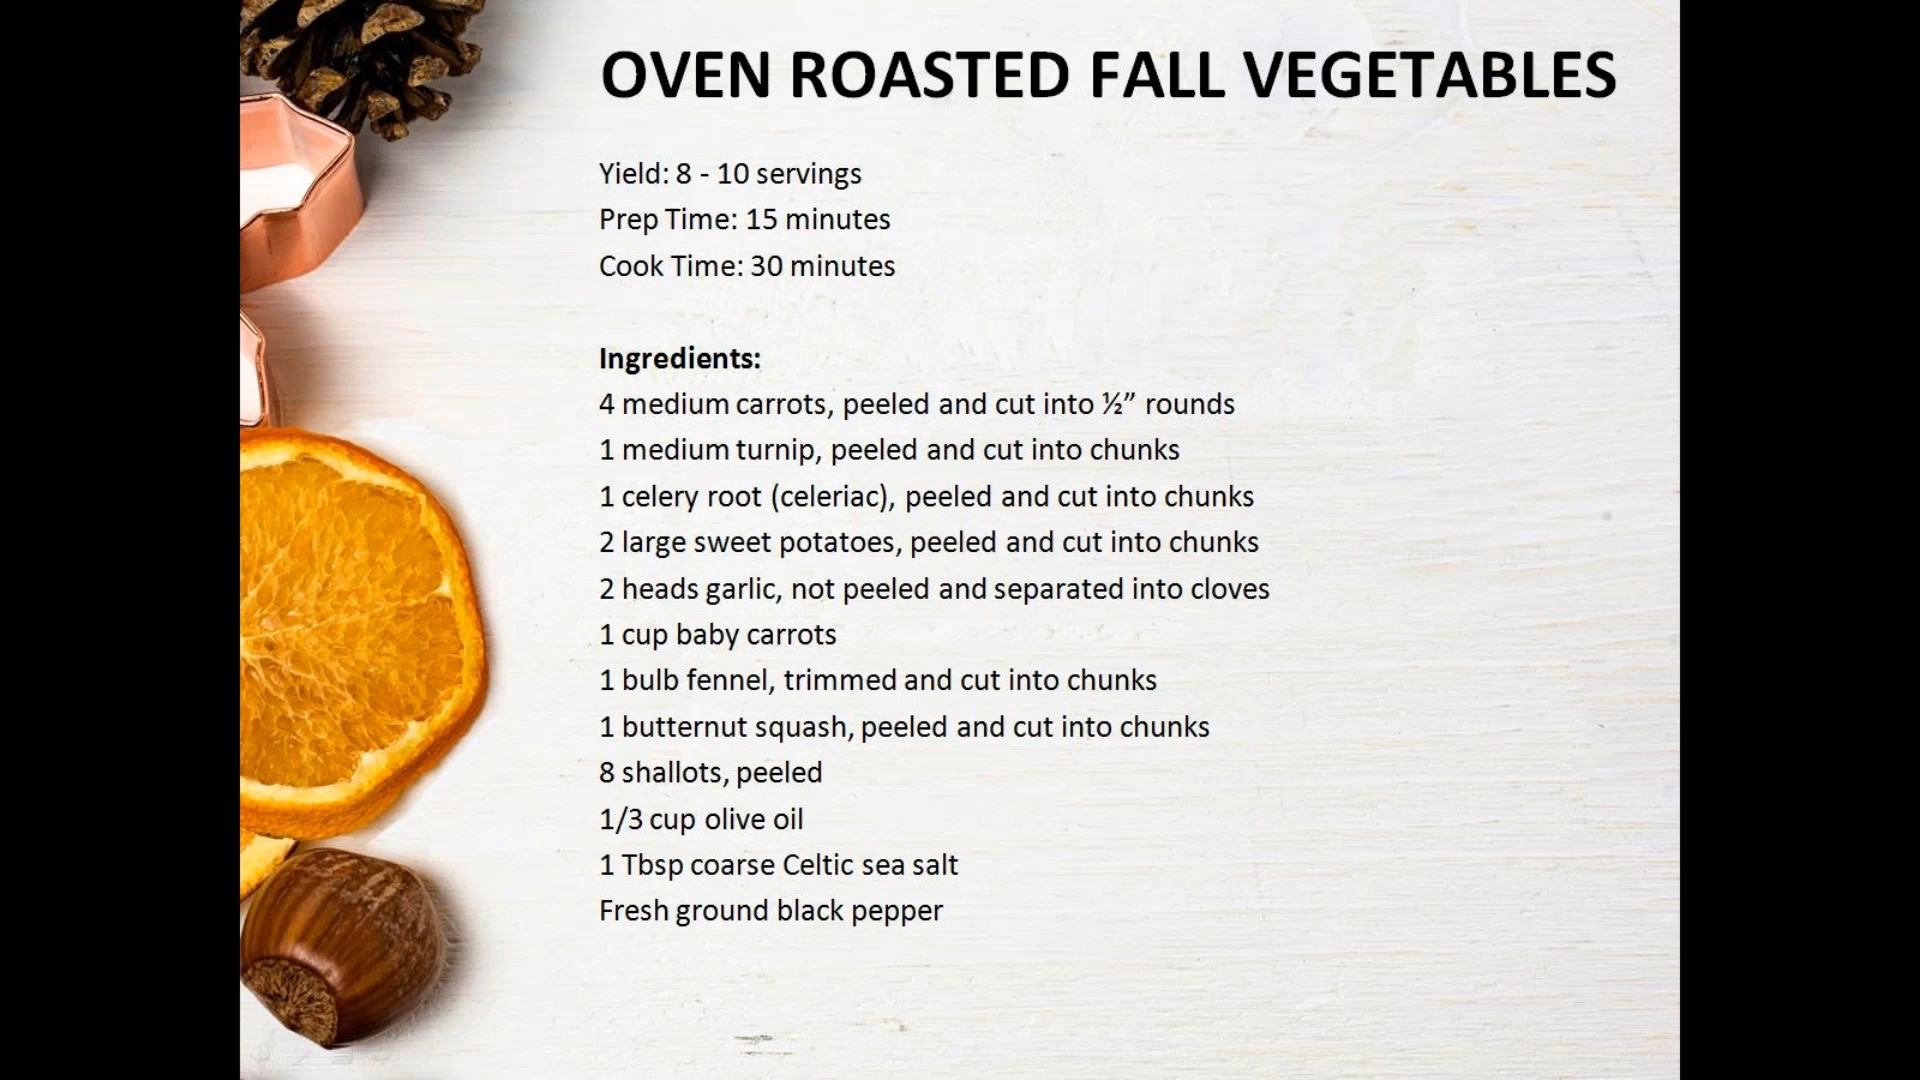 OVEN ROASTED FALL VEGETABLES
Yield: 8 - 10 servings
Prep Time: 15 minutes
Cook Time: 30 minutes
Ingredients:
4 medium carrots, peeled and cut into ½” rounds
1 medium turnip, peeled and cut into chunks
1 celery root (celeriac), peeled and cut into chunks
2 large sweet potatoes, peeled and cut into chunks
2 heads garlic, not peeled and separated into cloves
1 cup baby carrots
1 bulb fennel, trimmed and cut into chunks
1 butternut squash, peeled and cut into chunks
8 shallots, peeled
1/3 cup olive oil
1 Tbsp coarse Celtic sea salt
Fresh ground black pepper